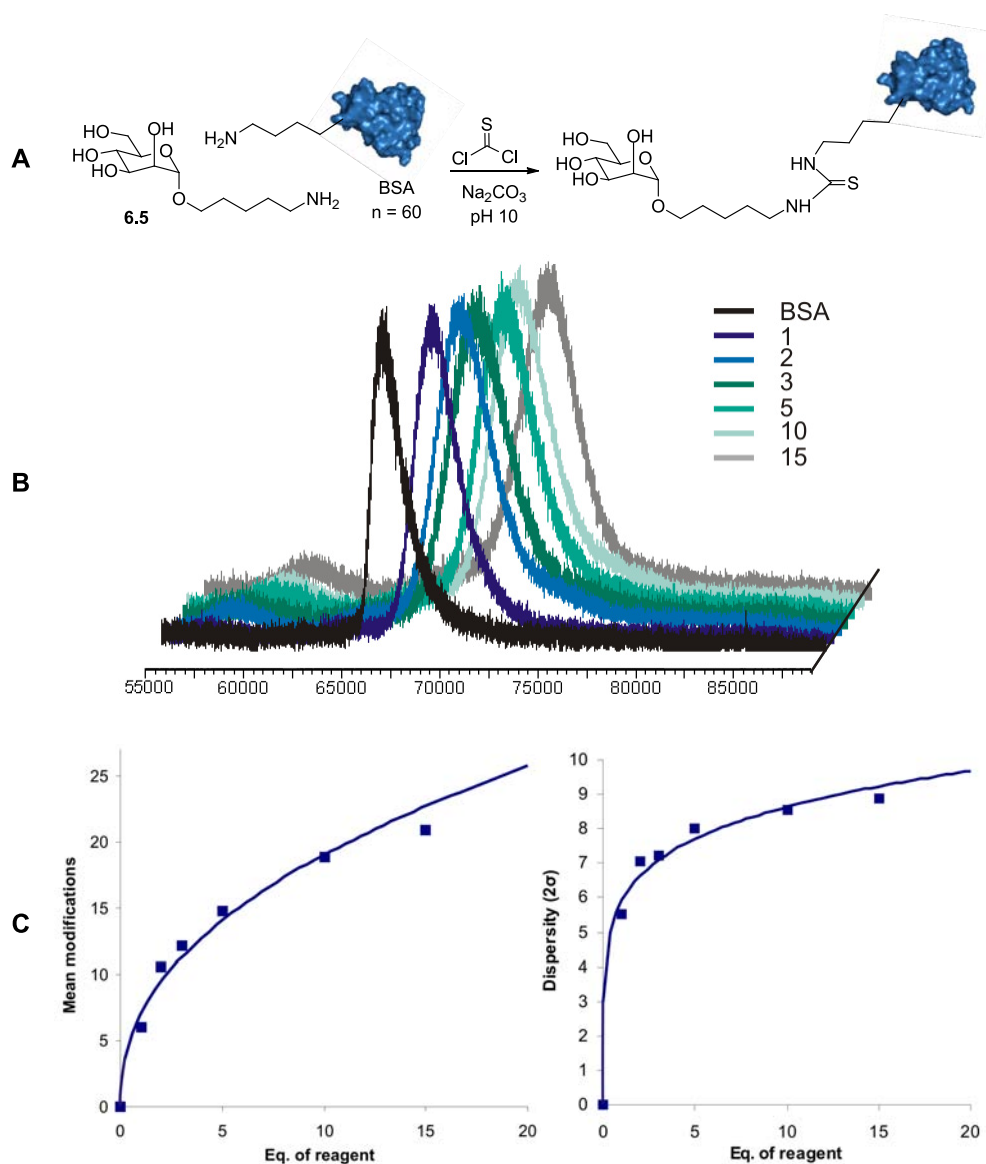 A
HO
OH
HO
HO
O
O
6.5
NH2
H2N
BSA
n = 60
S
Cl
Cl
Na2CO3
pH 10
HO
OH
HO
HO
O
O
NH
HN
S
B
BSA
1
2
3
5
10
15
55000 60000 65000 70000 75000 80000 85000
C
Mean modifications
25
20
15
10
5
0
0 5 10 15 20
Eq. of reagent
Dispersity (2σ)
10
9
8
7
6
5
4
3
2
1
0
0 5 10 15 20
Eq. of reagent